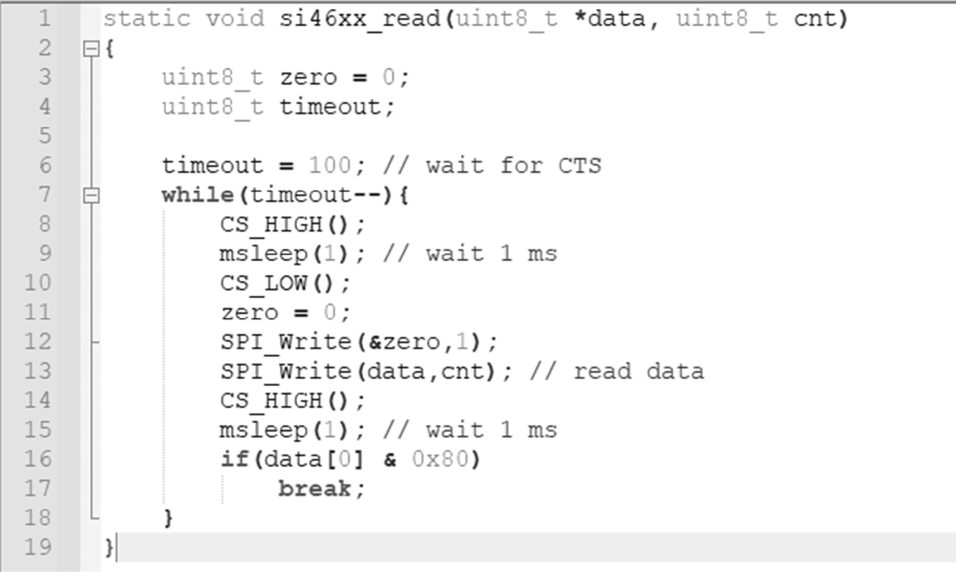 1 static void si46xx_read(uint8_t *data, uint8_t cnt)
2 {
3     uint8_t zero = 0;
4     uint8_t timeout;
5
6     timeout = 100; // wait for CTS
7     while(timeout--){
8         CS_HIGH();
9         msleep(1); // wait 1 ms
10         CS_LOW();
11         zero = 0;
12         SPI_Write(&zero,1);
13         SPI_Write(data,cnt); // read data
14         CS_HIGH();
15         msleep(1); // wait 1 ms
16         if(data[0] & 0x80)
17             break;
18     }
19 }